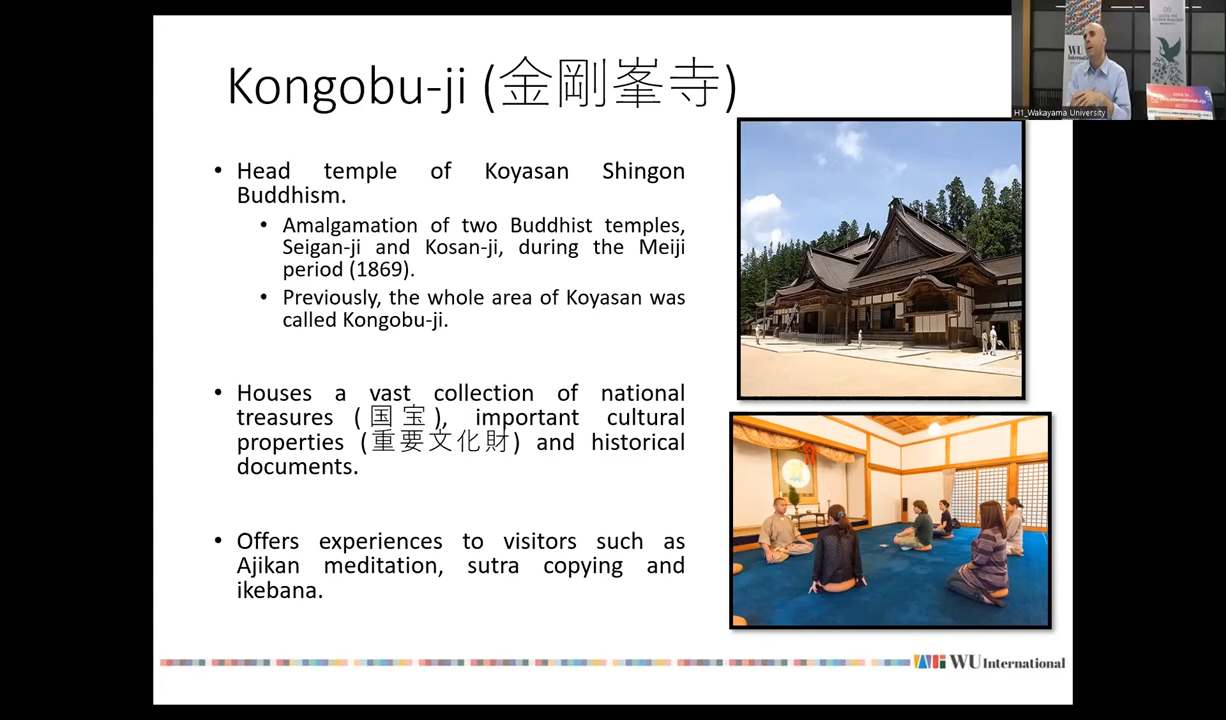 Kongobu-ji (金剛峯寺)
• Head temple of Koyasan Shingon
Buddhism.
• Amalgamation of two Buddhist temples,
Seigan-ji and Kosan-ji, during the Meiji
period (1869).
• Previously, the whole area of Koyasan was
called Kongobu-ji.
• Houses a vast collection of national
treasures (国宝), important cultural
properties (重要文化財) and historical
documents.
• Offers experiences to visitors such as
Ajikan meditation, sutra copying and
ikebana.
WU International
WU
International
H1_Wakayama University